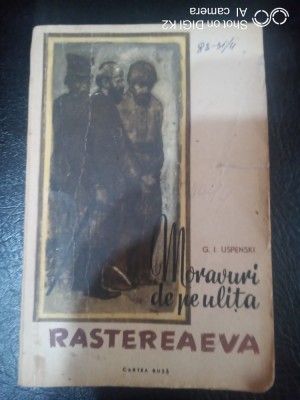 Shot on DIGI K2
AI camera
G. I. USPENSKI
Moravuri
de pe ulița
RASTEREAEVA
CARTEA RUSĂ